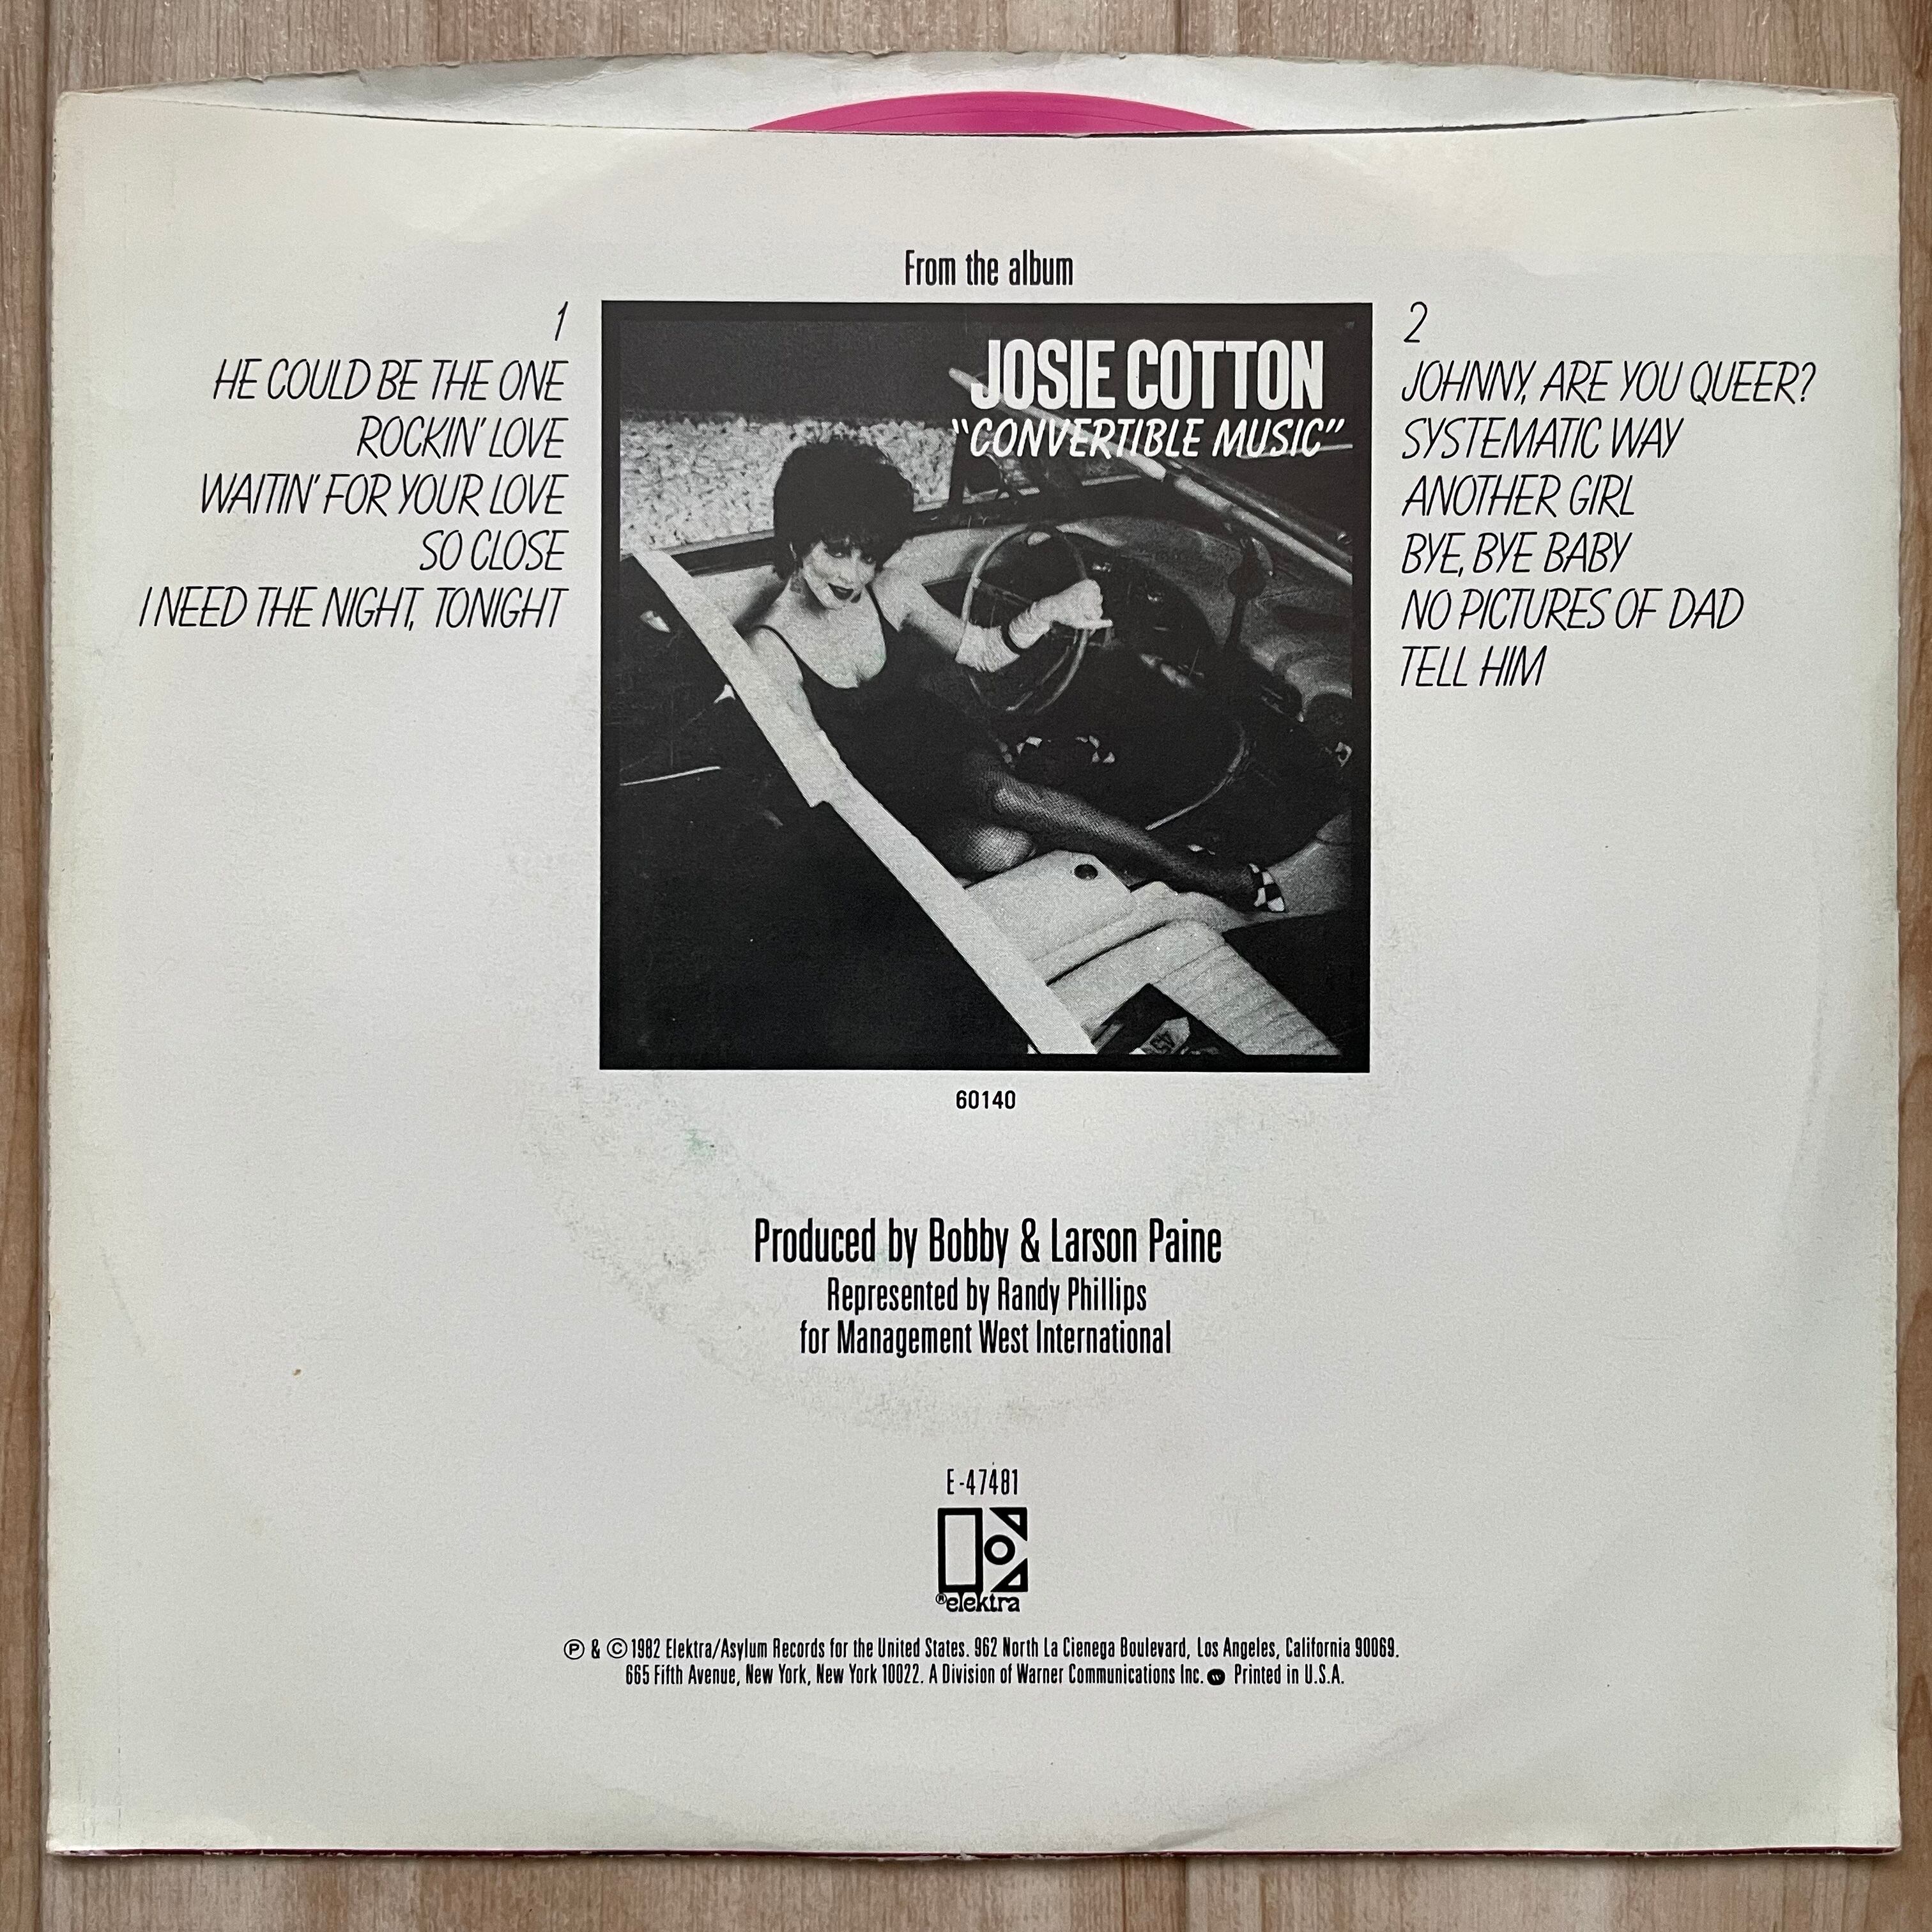 From the album
1
HE COULD BE THE ONE
ROCKIN' LOVE
WAITIN' FOR YOUR LOVE
SO CLOSE
I NEED THE NIGHT, TONIGHT
JOSIE COTTON
"CONVERTIBLE MUSIC"
45
2
JOHNNY, ARE YOU QUEER?
SYSTEMATIC WAY
ANOTHER GIRL
BYE, BYE BABY
NO PICTURES OF DAD
TELL HIM
60140
Produced by Bobby & Larson Paine
Represented by Randy Phillips
for Management West International
E-47481
®elektra
℗ & © 1982 Elektra/Asylum Records for the United States. 962 North La Cienega Boulevard, Los Angeles, California 90069.
665 Fifth Avenue, New York, New York 10022. A Division of Warner Communications Inc. Printed in U.S.A.